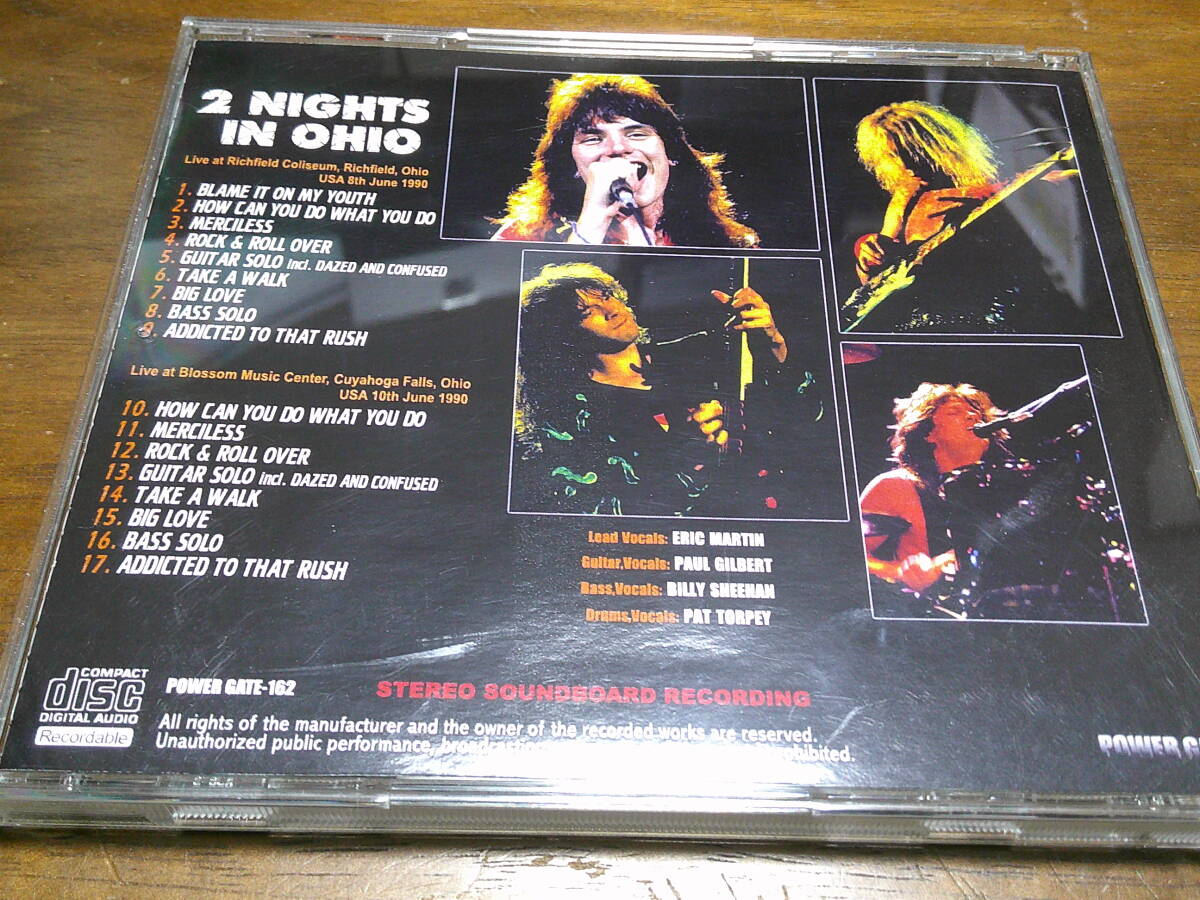 2 NIGHTS
IN OHIO
Live at Richfield Coliseum, Richfield, Ohio
USA 8th June 1990
1. BLAME IT ON MY YOUTH
2. HOW CAN YOU DO WHAT YOU DO
3. MERCILESS
4. ROCK & ROLL OVER
5. GUITAR SOLO incl. DAZED AND CONFUSED
6. TAKE A WALK
7. BIG LOVE
8. BASS SOLO
9. ADDICTED TO THAT RUSH
Live at Blossom Music Center, Cuyahoga Falls, Ohio
USA 10th June 1990
10. HOW CAN YOU DO WHAT YOU DO
11. MERCILESS
12. ROCK & ROLL OVER
13. GUITAR SOLO incl. DAZED AND CONFUSED
14. TAKE A WALK
15. BIG LOVE
16. BASS SOLO
17. ADDICTED TO THAT RUSH
Lead Vocals: ERIC MARTIN
Guitar,Vocals: PAUL GILBERT
Bass,Vocals: BILLY SHEEHAN
Drums,Vocals: PAT TORPEY
COMPACT
disc
DIGITAL AUDIO
Recordable
POWER GATE-162
STEREO SOUNDBOARD RECORDING
All rights of the manufacturer and the owner of the recorded works are reserved.
Unauthorized public performance, broadcasting
POWER